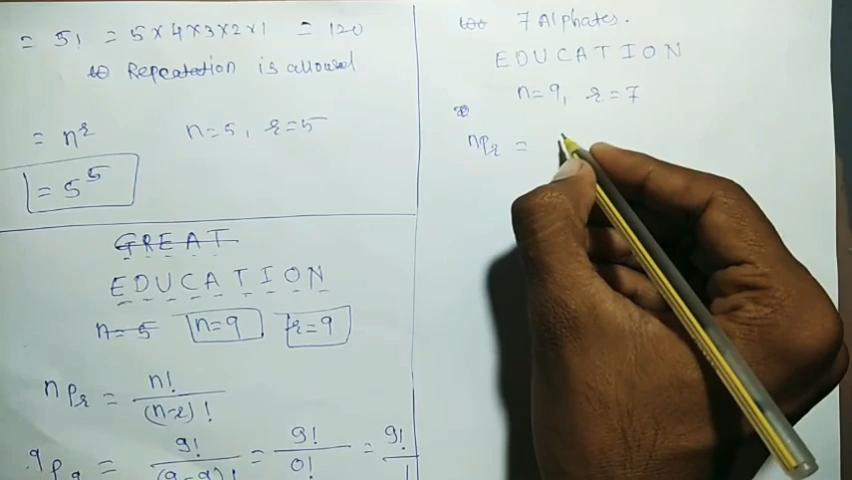 = 5! = 5×4×3×2×1 = 120
Repeatation is allowed
= n^r n=5, r=5
= 5^5
GREAT
EDUCATION
n=5 n=9 r=9
nPr = n!/(n-r)!
9P9 = 9!/(9-9)! = 9!/0! = 9!/1
7 Alphates.
EDUCATION
n=9, r=7
nPr =